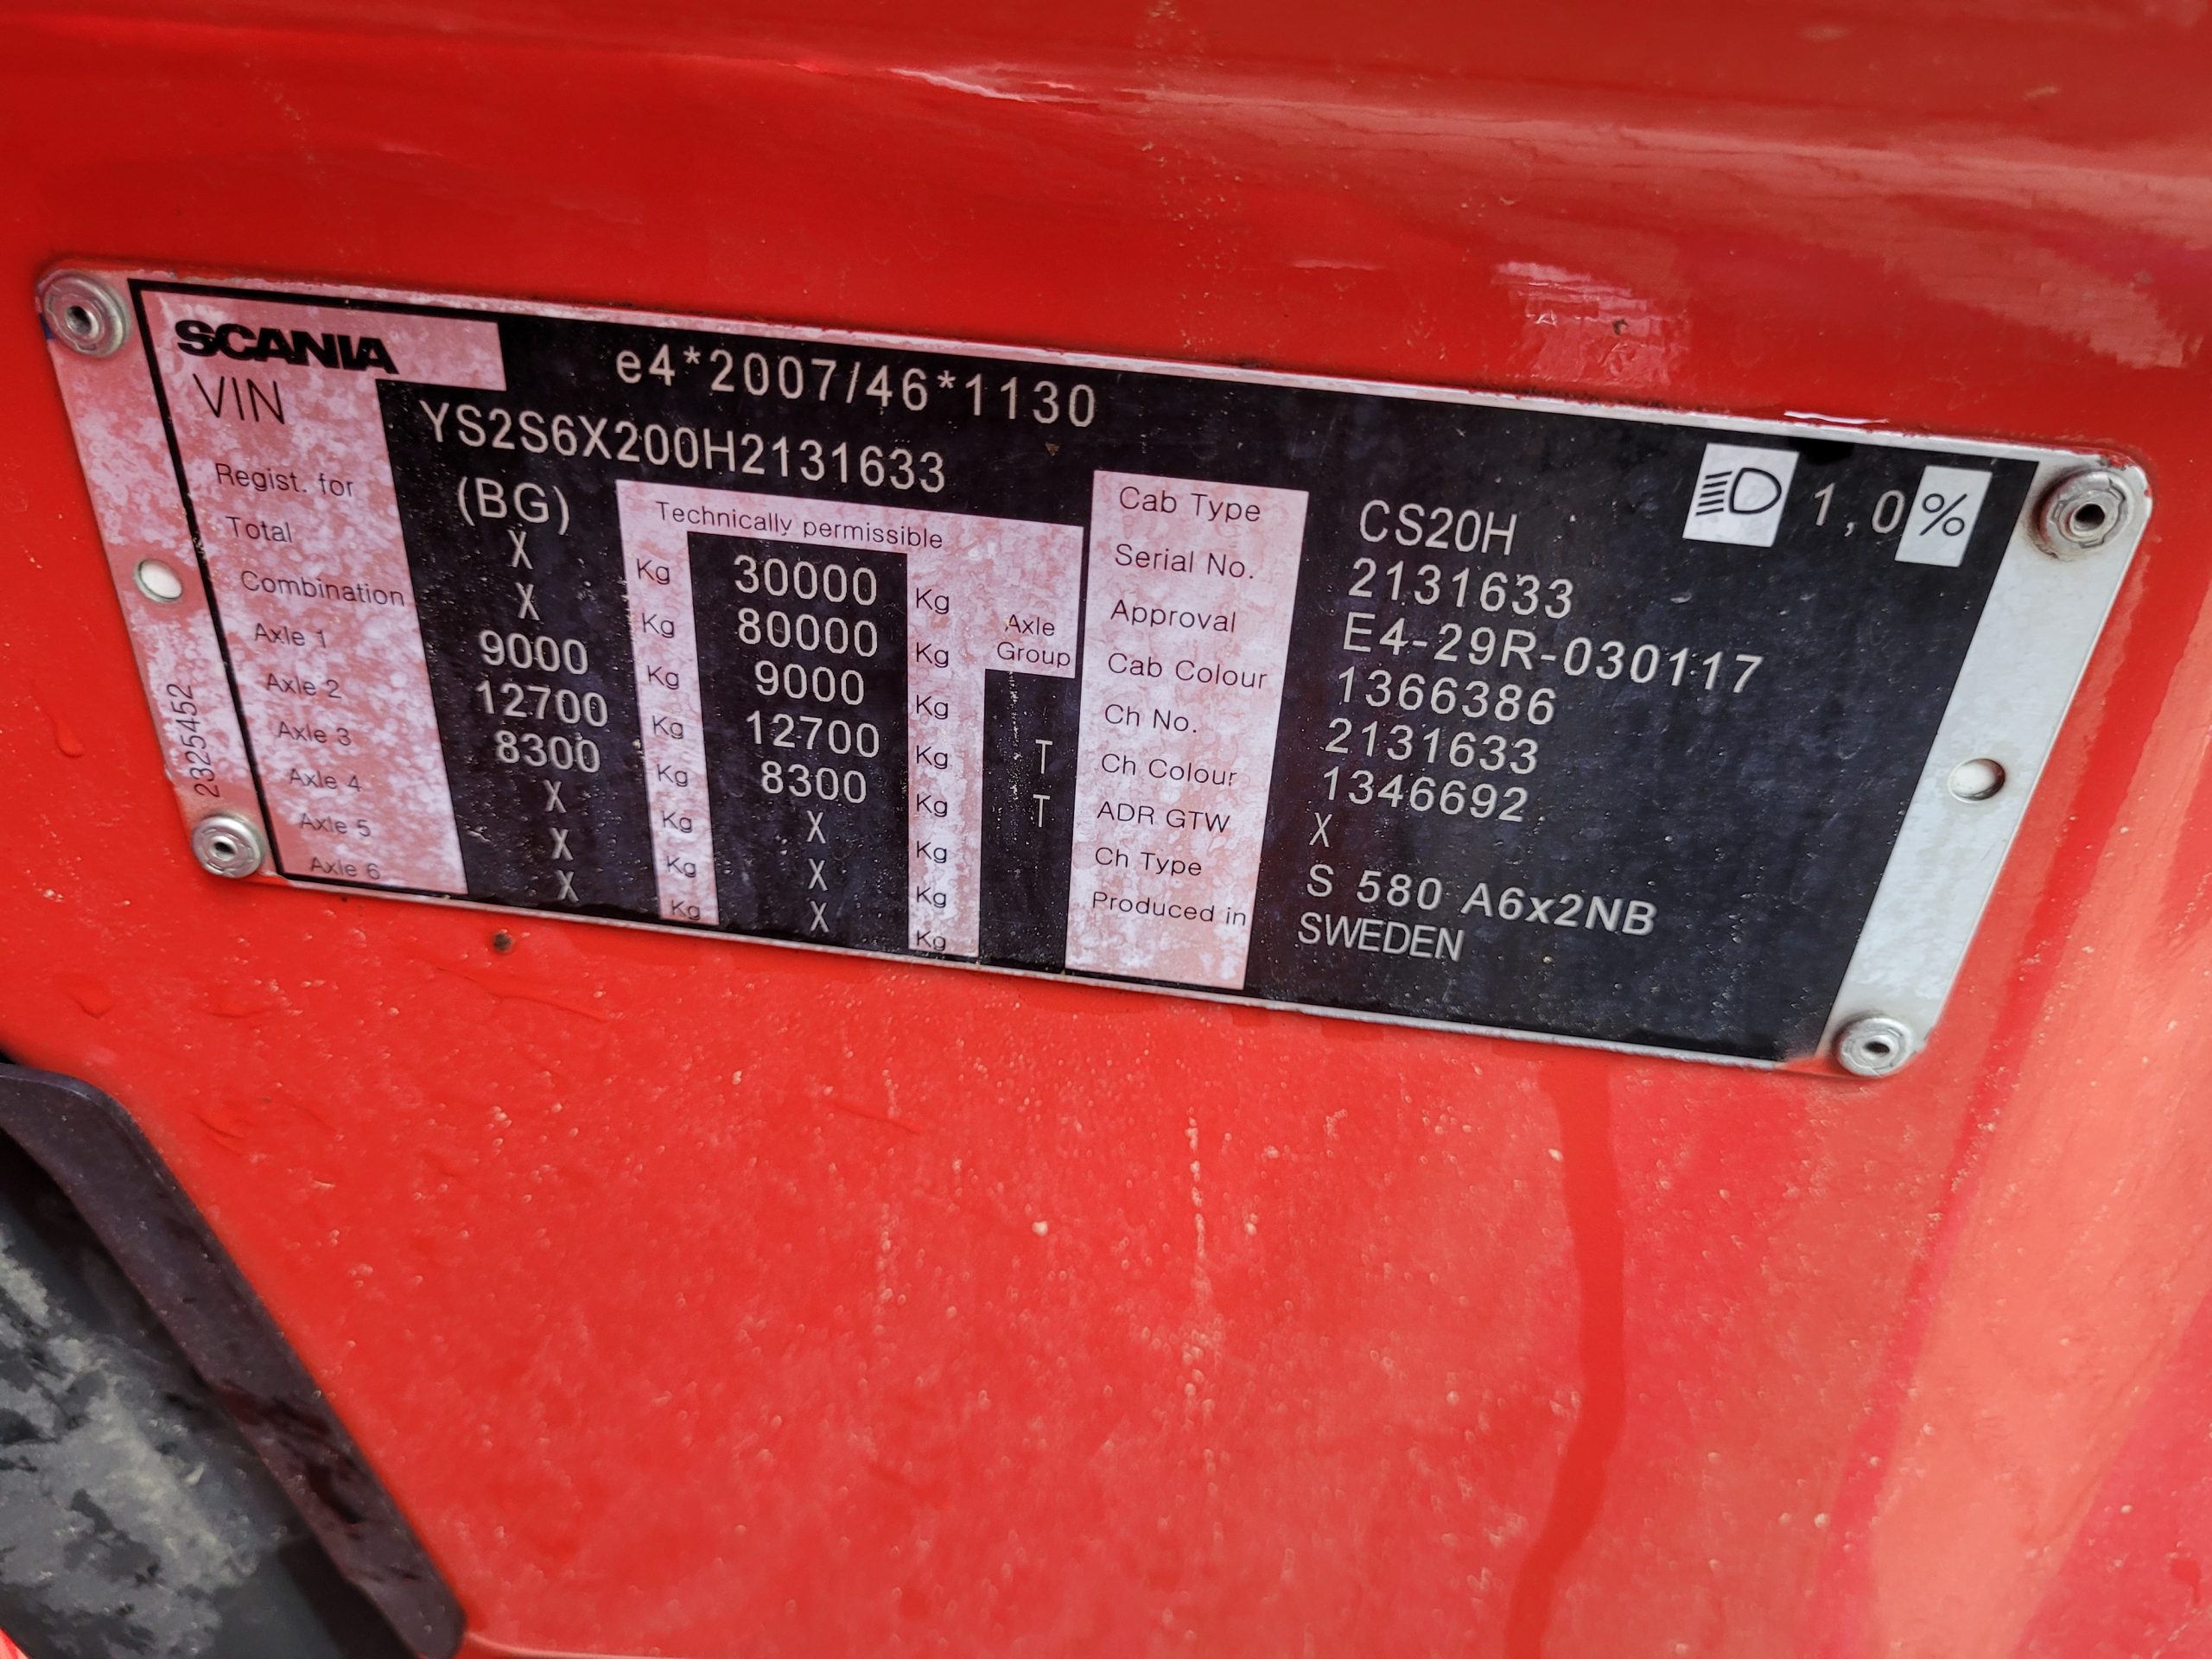 SCANIA
e4*2007/46*1130
VIN YS2S6X200H2131633
1,0 %
Regist. for (BG) Technically permissible
Total X Kg 30000 Kg
Combination X Kg 80000 Kg Axle Group
Axle 1 9000 Kg 9000 Kg
Axle 2 12700 Kg 12700 Kg T
Axle 3 8300 Kg 8300 Kg T
Axle 4 X Kg X Kg
Axle 5 X Kg X Kg
Axle 6 X Kg X Kg
Cab Type CS20H
Serial No. 2131633
Approval E4-29R-030117
Cab Colour 1366386
Ch No. 2131633
Ch Colour 1346692
ADR GTW X
Ch Type S 580 A6x2NB
Produced in SWEDEN
2325452